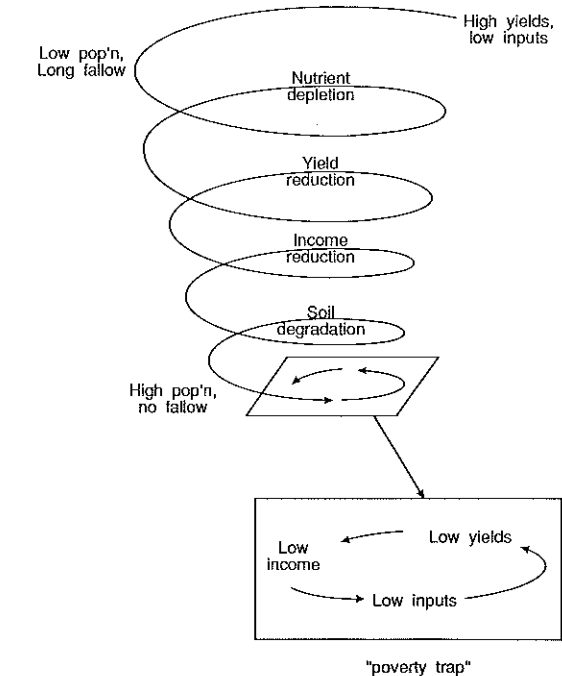 High yields,
low inputs
Low pop'n,
Long fallow
Nutrient
depletion
Yield
reduction
Income
reduction
Soil
degradation
High pop'n,
no fallow
Low yields
Low
income
Low inputs
"poverty trap"